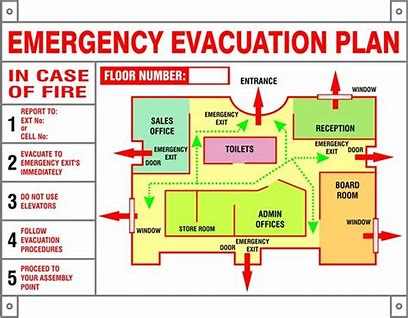 EMERGENCY EVACUATION PLAN
IN CASE
OF FIRE
1 REPORT TO:
EXT No:
or
CELL No:
2 EVACUATE TO
EMERGENCY EXIT'S
IMMEDIATELY
3 DO NOT USE
ELEVATORS
4 FOLLOW
EVACUATION
PROCEDURES
5 PROCEED TO
YOUR ASSEMBLY
POINT
FLOOR NUMBER:
ENTRANCE
WINDOW
SALES
OFFICE
EMERGENCY
EXIT
RECEPTION
DOOR
EMERGENCY
EXIT
TOILETS
EMERGENCY
EXIT
DOOR
BOARD
ROOM
STORE ROOM
ADMIN
OFFICES
WINDOW
WINDOW
EMERGENCY
EXIT
DOOR